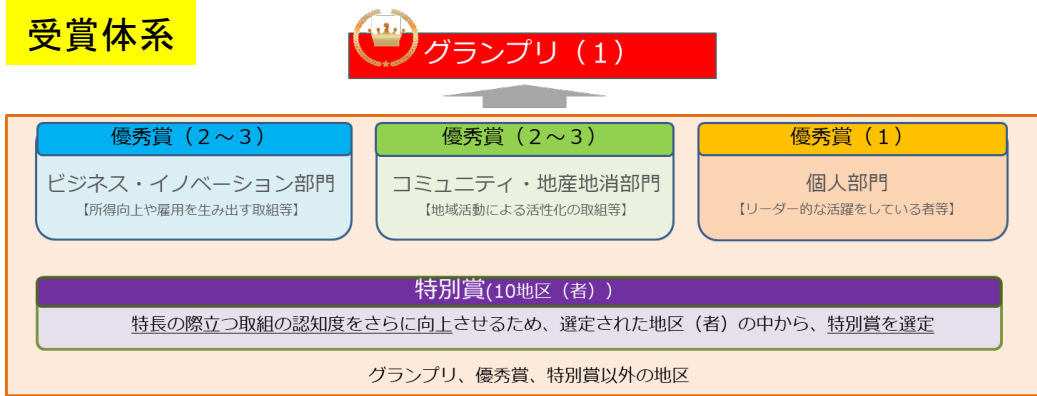 受賞体系
グランプリ（１）
優秀賞（２～３）
優秀賞（２～３）
優秀賞（１）
ビジネス・イノベーション部門
【所得向上や雇用を生み出す取組等】
コミュニティ・地産地消部門
【地域活動による活性化の取組等】
個人部門
【リーダー的な活躍をしている者等】
特別賞(10地区（者）)
特長の際立つ取組の認知度をさらに向上させるため、選定された地区（者）の中から、特別賞を選定
グランプリ、優秀賞、特別賞以外の地区